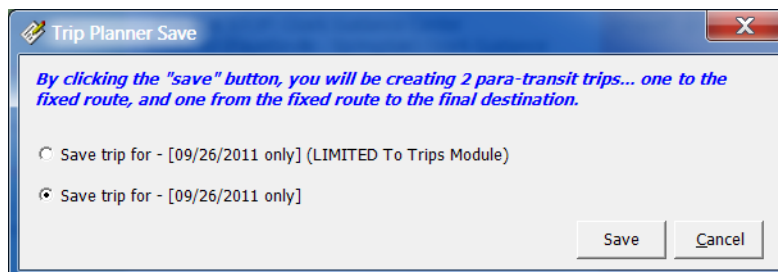 Trip Planner Save
By clicking the "save" button, you will be creating 2 para-transit trips... one to the
fixed route, and one from the fixed route to the final destination.
Save trip for - [09/26/2011 only] (LIMITED To Trips Module)
Save trip for - [09/26/2011 only]
Save Cancel